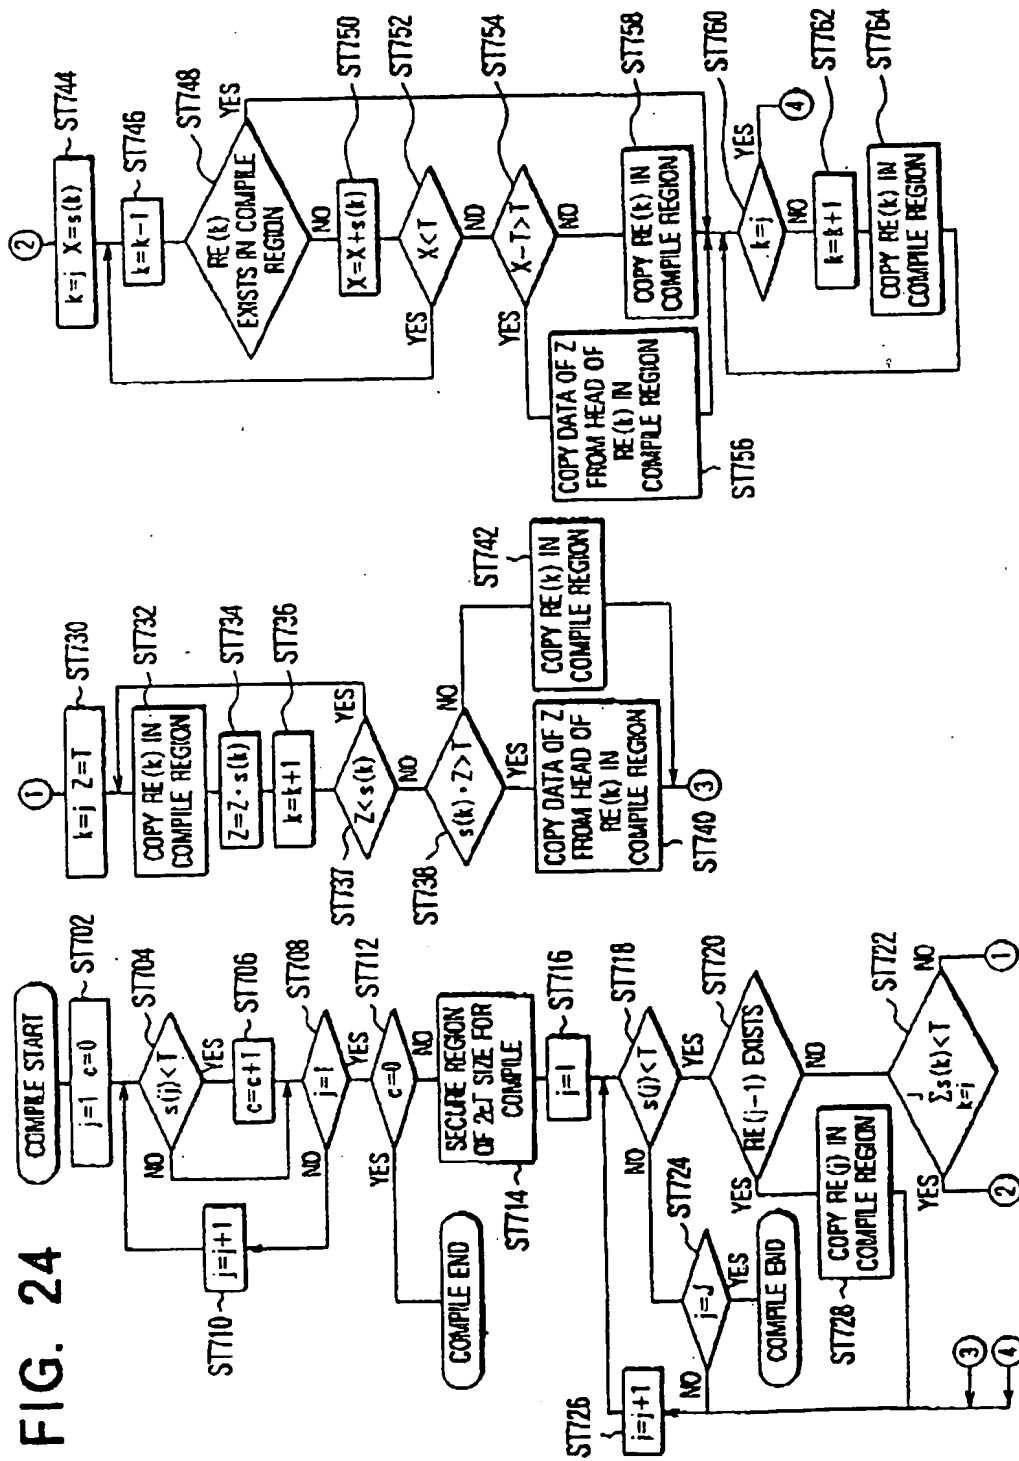 FIG. 24
COMPILE START
j=1 c=0
ST702
s(j)<T
ST704
YES
NO
c=c+1
ST706
j=1
ST708
YES
NO
j=j+1
ST710
c=0
ST712
YES
NO
COMPILE END
SECURE REGION
OF 2cT SIZE FOR
COMPILE
ST714
j=1
ST716
s(j)<T
ST718
NO
YES
RE(j-1) EXISTS
ST720
YES
NO
J
Σs(k)<T
k=j
ST722
YES
NO
2
1
j=J
ST724
NO
YES
COMPILE END
j=j+1
ST726
COPY RE(j) IN
COMPILE REGION
ST728
3
4
1
k=j Z=T
ST730
COPY RE(k) IN
COMPILE REGION
ST732
Z=Z-s(k)
ST734
k=k+1
ST736
Z<s(k)
ST737
YES
NO
s(k)-Z>T
ST738
NO
YES
COPY DATA OF Z
FROM HEAD OF
RE(k) IN
COMPILE REGION
ST740
COPY RE(k) IN
COMPILE REGION
ST742
3
2
k=j X=s(k)
ST744
k=k-1
ST746
RE(k)
EXISTS IN COMPILE
REGION
ST748
YES
NO
X=X+s(k)
ST750
X<T
ST752
YES
NO
X-T>T
ST754
YES
NO
COPY DATA OF Z
FROM HEAD OF
RE(k) IN
COMPILE REGION
ST756
COPY RE(k) IN
COMPILE REGION
ST758
k=j
ST760
YES
4
NO
k=k+1
ST762
COPY RE(k) IN
COMPILE REGION
ST764